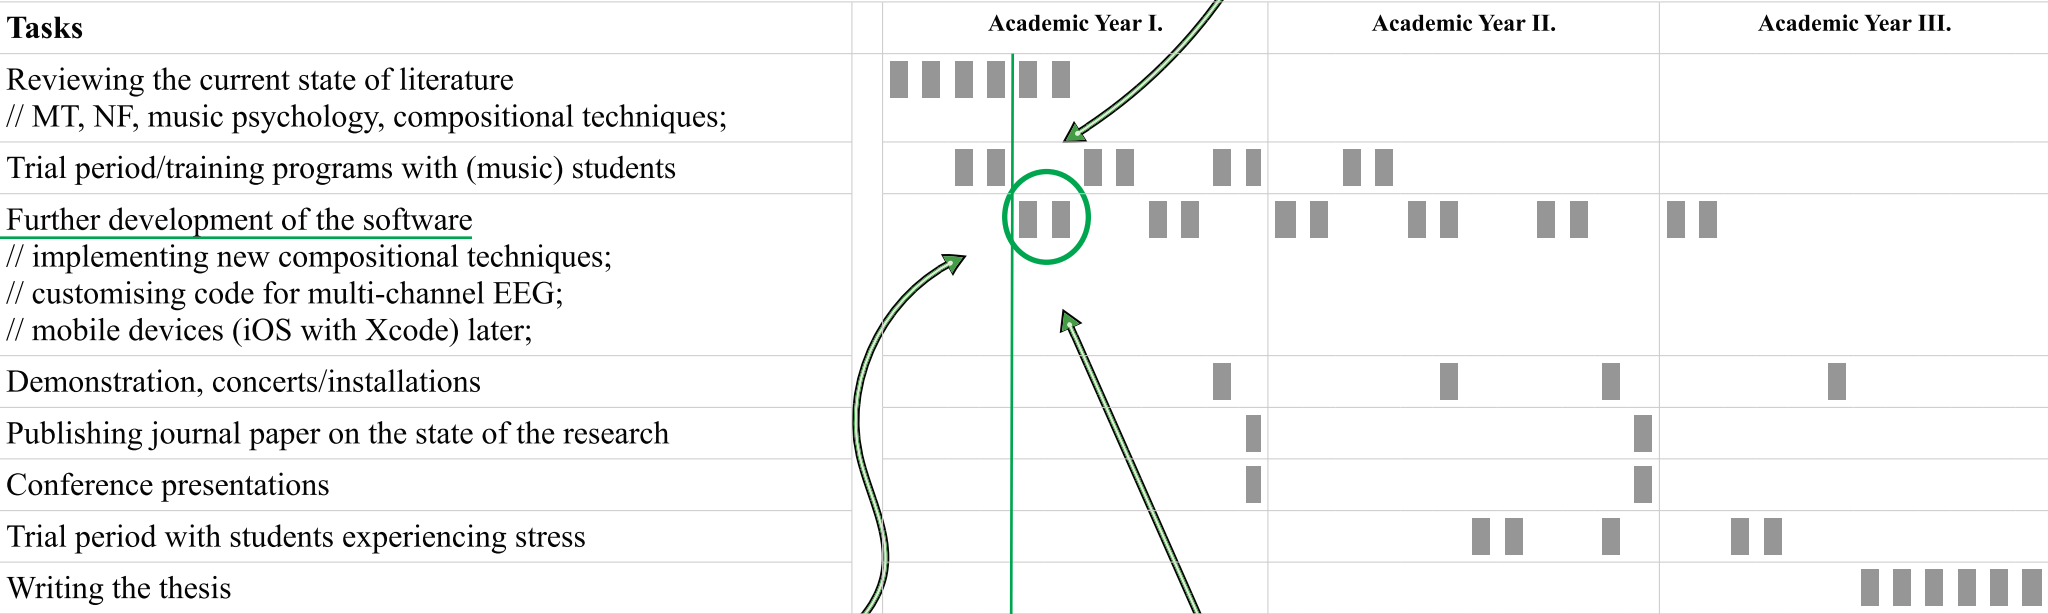 Tasks
Academic Year I.
Academic Year II.
Academic Year III.
Reviewing the current state of literature
// MT, NF, music psychology, compositional techniques;
Trial period/training programs with (music) students
Further development of the software
// implementing new compositional techniques;
// customising code for multi-channel EEG;
// mobile devices (iOS with Xcode) later;
Demonstration, concerts/installations
Publishing journal paper on the state of the research
Conference presentations
Trial period with students experiencing stress
Writing the thesis